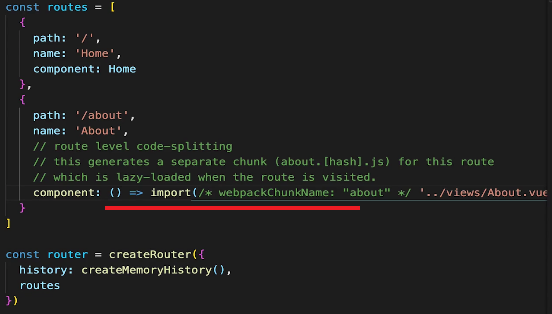 const routes = [
{
path: '/',
name: 'Home',
component: Home
},
{
path: '/about',
name: 'About',
// route level code-splitting
// this generates a separate chunk (about.[hash].js) for this route
// which is lazy-loaded when the route is visited.
component: () => import(/* webpackChunkName: "about" */ '../views/About.vue
}
]
const router = createRouter({
history: createMemoryHistory(),
routes
})